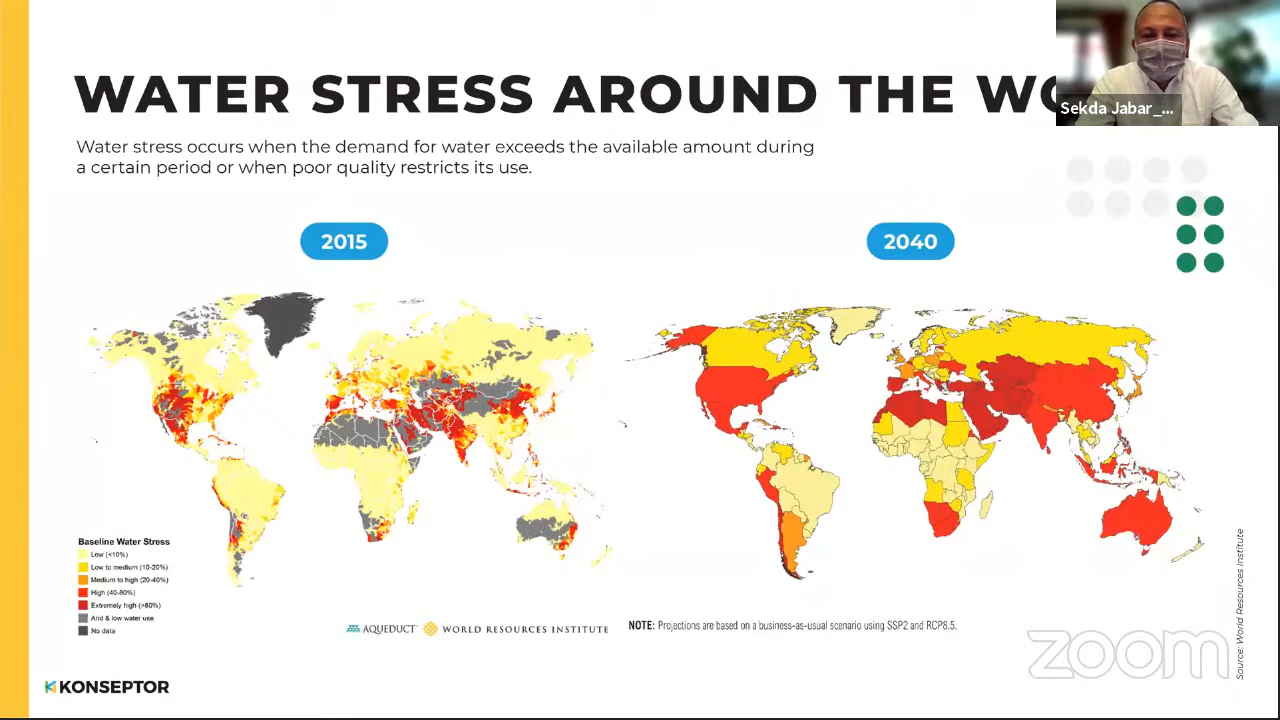 WATER STRESS AROUND THE WO
Sekda Jabar_...
Water stress occurs when the demand for water exceeds the available amount during
a certain period or when poor quality restricts its use.
2015
2040
Baseline Water Stress
Low (<10%)
Low to medium (10-20%)
Medium to high (20-40%)
High (40-80%)
Extremely high (>80%)
Arid & low water use
No data
AQUEDUCT
WORLD RESOURCES INSTITUTE
NOTE: Projections are based on a business-as-usual scenario using SSP2 and RCP8.5.
Source: World Resources Institute
zoom
KONSEPTOR